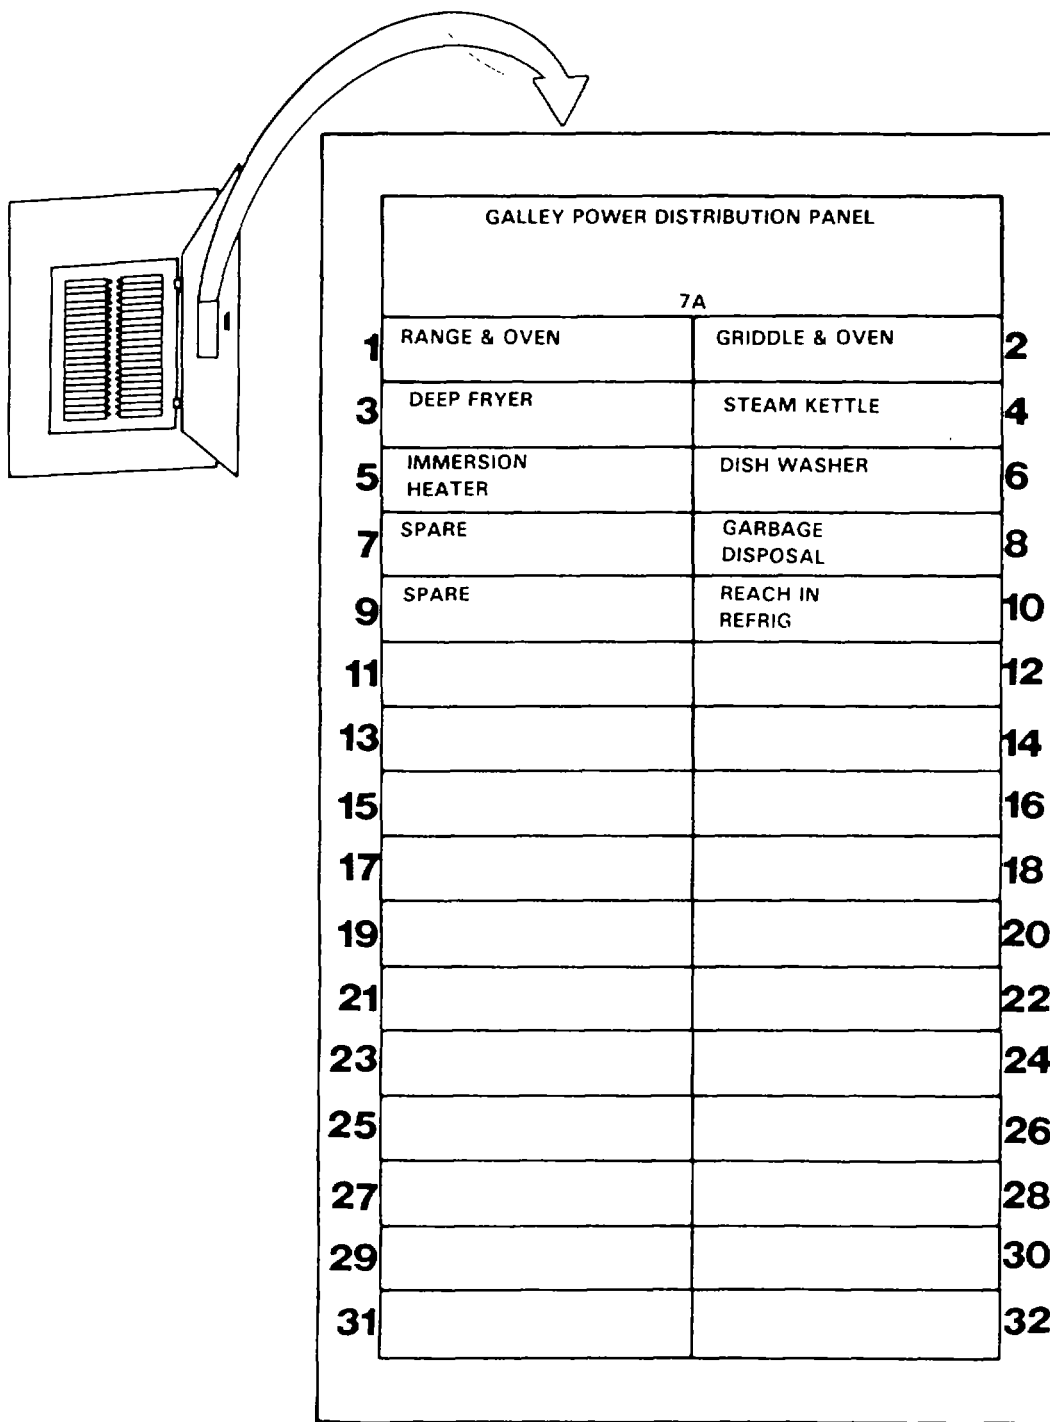 GALLEY POWER DISTRIBUTION PANEL
7A
1 RANGE & OVEN GRIDDLE & OVEN 2
3 DEEP FRYER STEAM KETTLE 4
5 IMMERSION HEATER DISH WASHER 6
7 SPARE GARBAGE DISPOSAL 8
9 SPARE REACH IN REFRIG 10
11 12
13 14
15 16
17 18
19 20
21 22
23 24
25 26
27 28
29 30
31 32